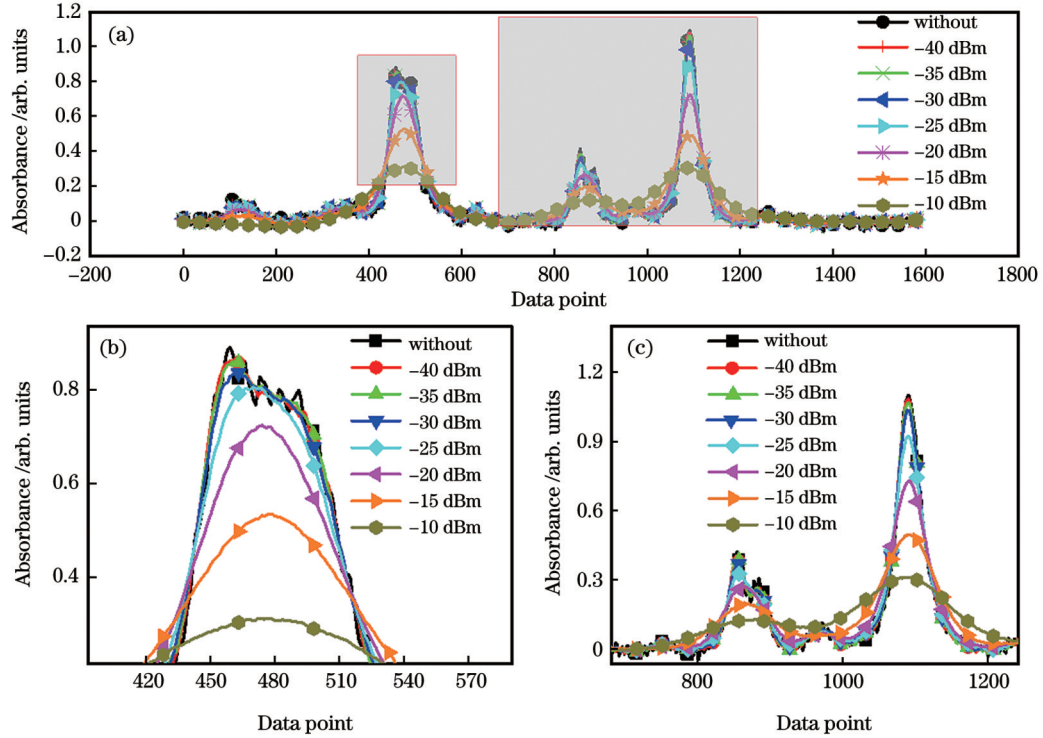 (a)
Absorbance /arb. units
1.2
1.0
0.8
0.6
0.4
0.2
0
−0.2
−200
0
200
400
600
800
1000
1200
1400
1600
1800
Data point
without
−40 dBm
−35 dBm
−30 dBm
−25 dBm
−20 dBm
−15 dBm
−10 dBm
(b)
Absorbance /arb. units
0.8
0.6
0.4
420
450
480
510
540
570
Data point
without
−40 dBm
−35 dBm
−30 dBm
−25 dBm
−20 dBm
−15 dBm
−10 dBm
(c)
Absorbance /arb. units
1.2
0.9
0.6
0.3
0
800
1000
1200
Data point
without
−40 dBm
−35 dBm
−30 dBm
−25 dBm
−20 dBm
−15 dBm
−10 dBm